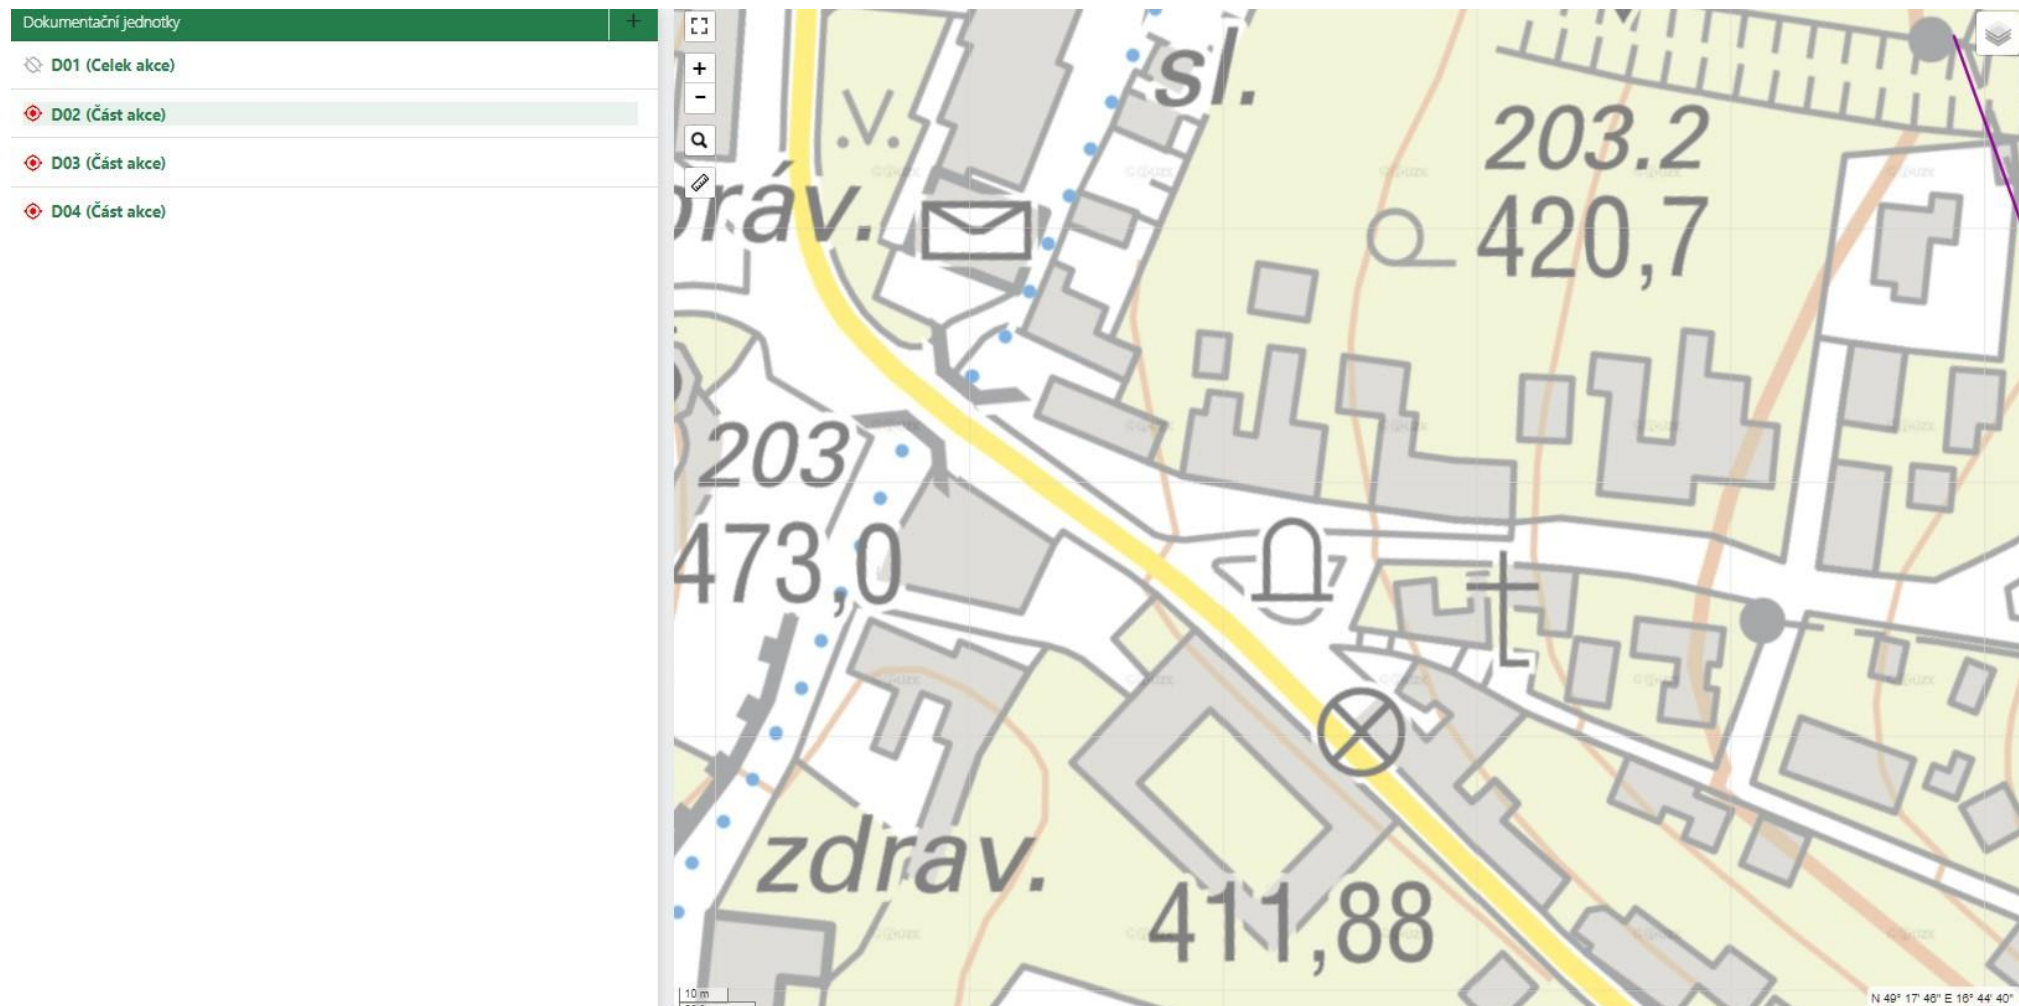 Dokumentační jednotky +
D01 (Celek akce)
D02 (Část akce)
D03 (Část akce)
D04 (Část akce)
+
-
sl.
203.2
420,7
práv.
203
473,0
zdrav.
411,88
10 m
N 49° 17' 46" E 16° 44' 40"